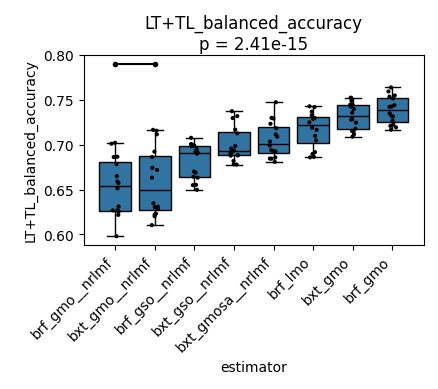 LT+TL_balanced_accuracy
p = 2.41e-15
LT+TL_balanced_accuracy
0.80
0.75
0.70
0.65
0.60
brf_gmo__nrlmf
bxt_gmo__nrlmf
brf_gso__nrlmf
bxt_gso__nrlmf
bxt_gmosa__nrlmf
brf_lmo
bxt_gmo
brf_gmo
estimator